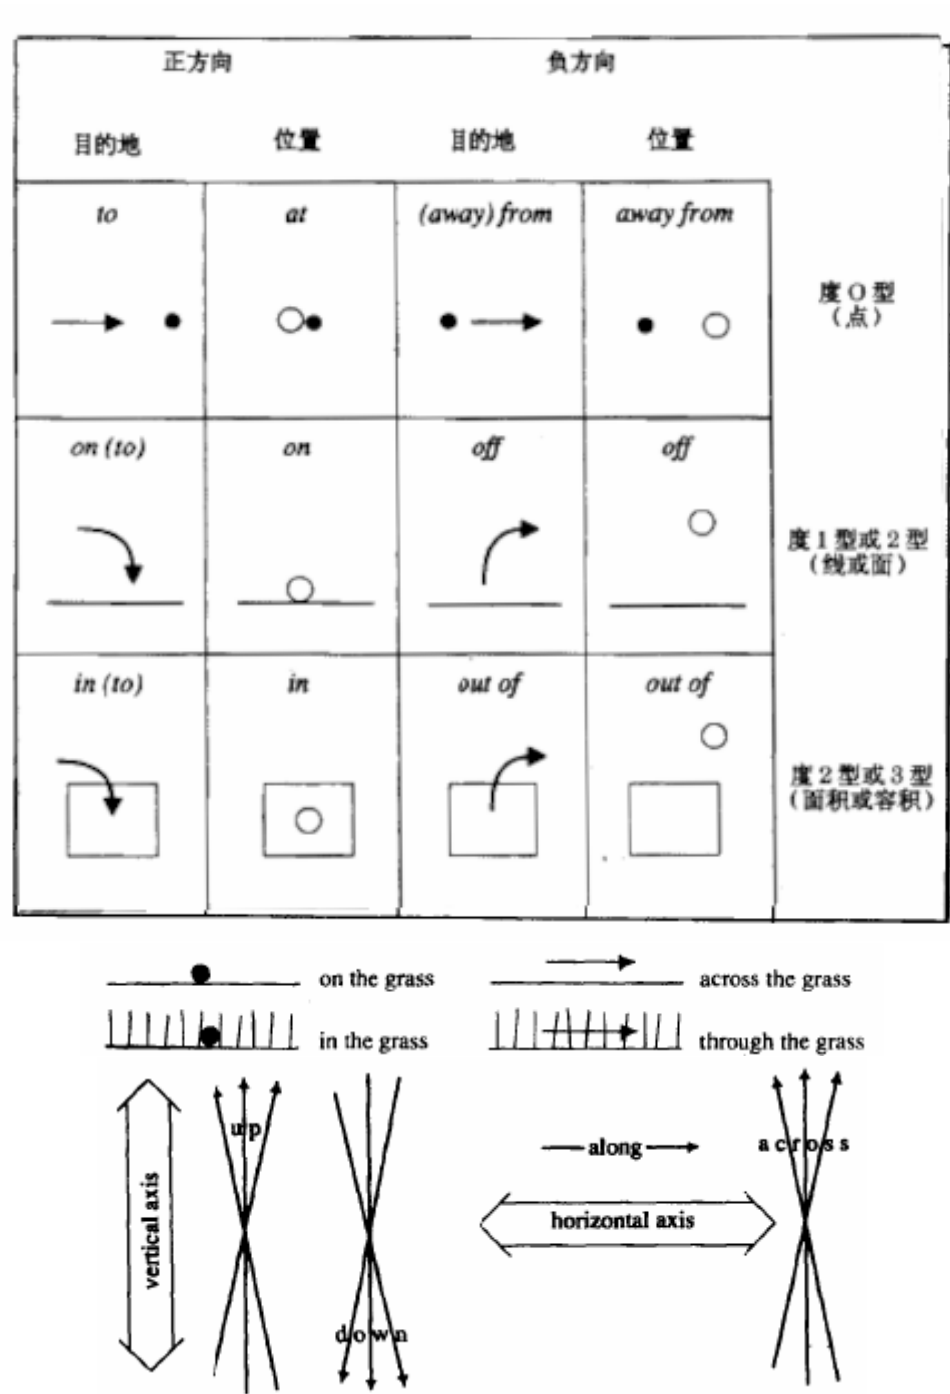 正方向 负方向
目的地 位置 目的地 位置
to at (away) from away from
度 O 型
(点)
on (to) on off off
度 1 型或 2 型
(线或面)
in (to) in out of out of
度 2 型或 3 型
(面积或容积)
on the grass across the grass
in the grass through the grass
up
along across
vertical axis
horizontal axis
down